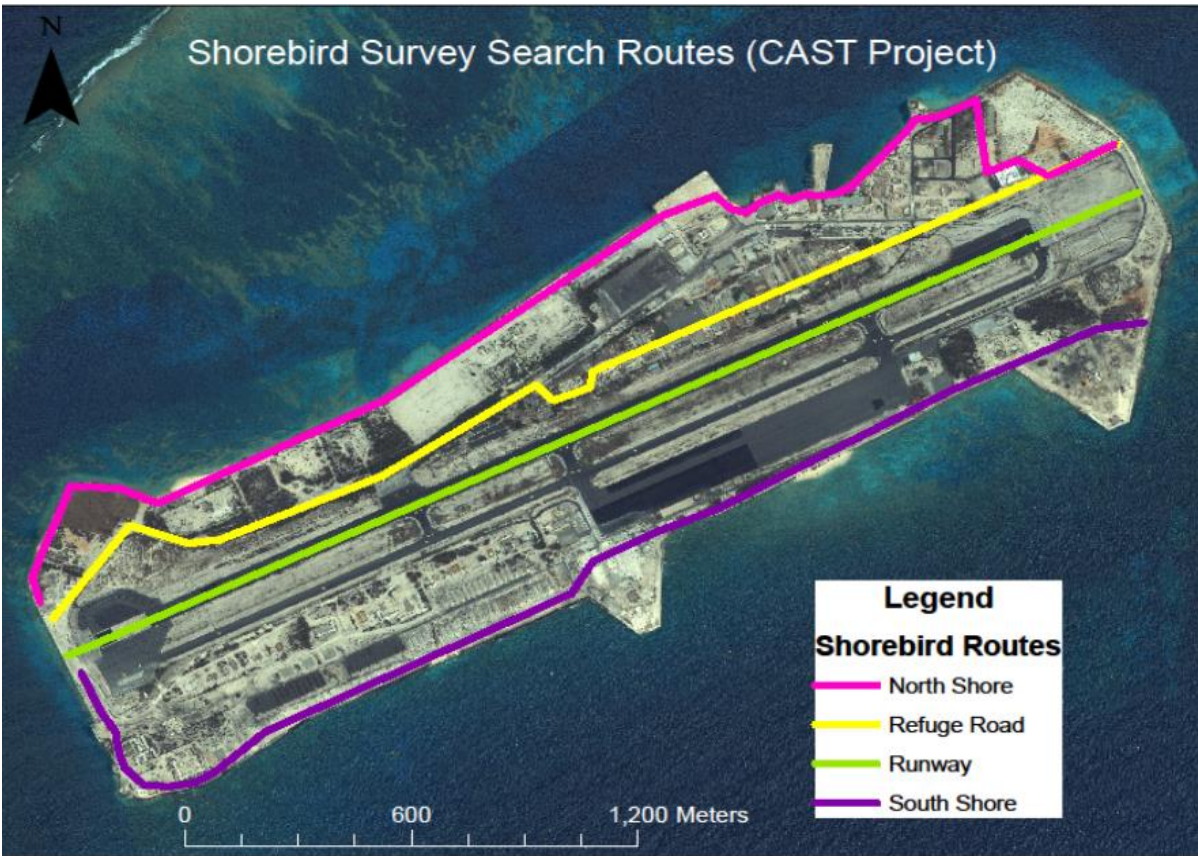 N
Shorebird Survey Search Routes (CAST Project)
Legend
Shorebird Routes
North Shore
Refuge Road
Runway
South Shore
0 600 1,200 Meters